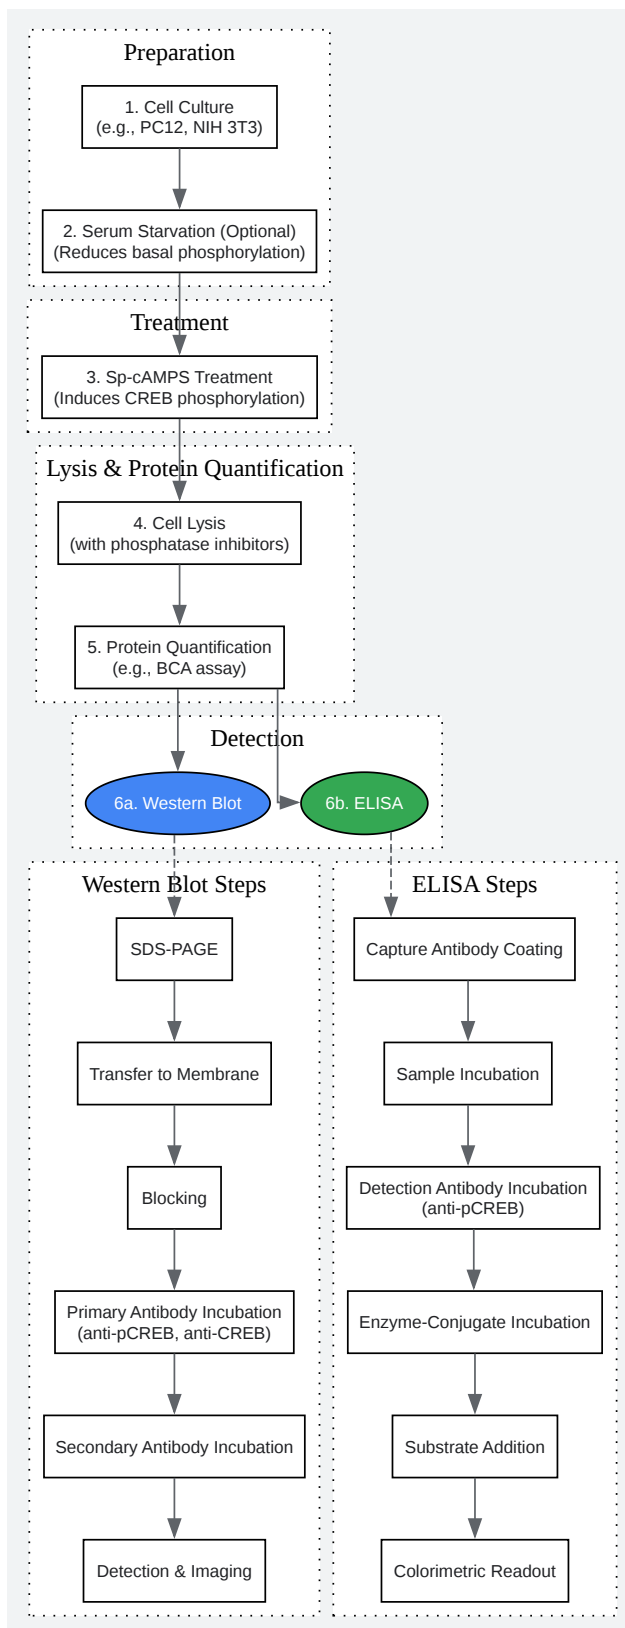 Preparation
1. Cell Culture
(e.g., PC12, NIH 3T3)
2. Serum Starvation (Optional)
(Reduces basal phosphorylation)
Treatment
3. Sp-cAMPS Treatment
(Induces CREB phosphorylation)
Lysis & Protein Quantification
4. Cell Lysis
(with phosphatase inhibitors)
5. Protein Quantification
(e.g., BCA assay)
Detection
6a. Western Blot
6b. ELISA
Western Blot Steps
SDS-PAGE
Transfer to Membrane
Blocking
Primary Antibody Incubation
(anti-pCREB, anti-CREB)
Secondary Antibody Incubation
Detection & Imaging
ELISA Steps
Capture Antibody Coating
Sample Incubation
Detection Antibody Incubation
(anti-pCREB)
Enzyme-Conjugate Incubation
Substrate Addition
Colorimetric Readout